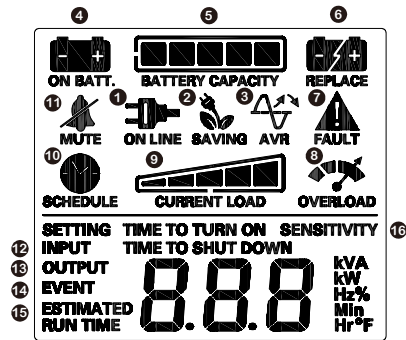 4 5 6
- + - +
ON BATT. BATTERY CAPACITY REPLACE
11 1 2 3 7
MUTE ON LINE SAVING AVR FAULT
10 9 8
SCHEDULE CURRENT LOAD OVERLOAD
SETTING TIME TO TURN ON SENSITIVITY 16
12 INPUT TIME TO SHUT DOWN
13 OUTPUT 8.8.8 kVA
kW
14 EVENT Hz%
15 ESTIMATED Min
RUN TIME Hr°F